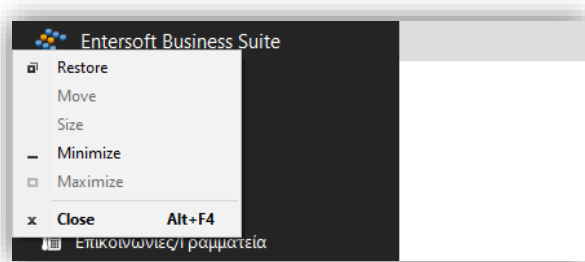 Entersoft Business Suite
Restore
Move
Size
Minimize
Maximize
Close Alt+F4
Επικοινωνίες/Γραμματεία